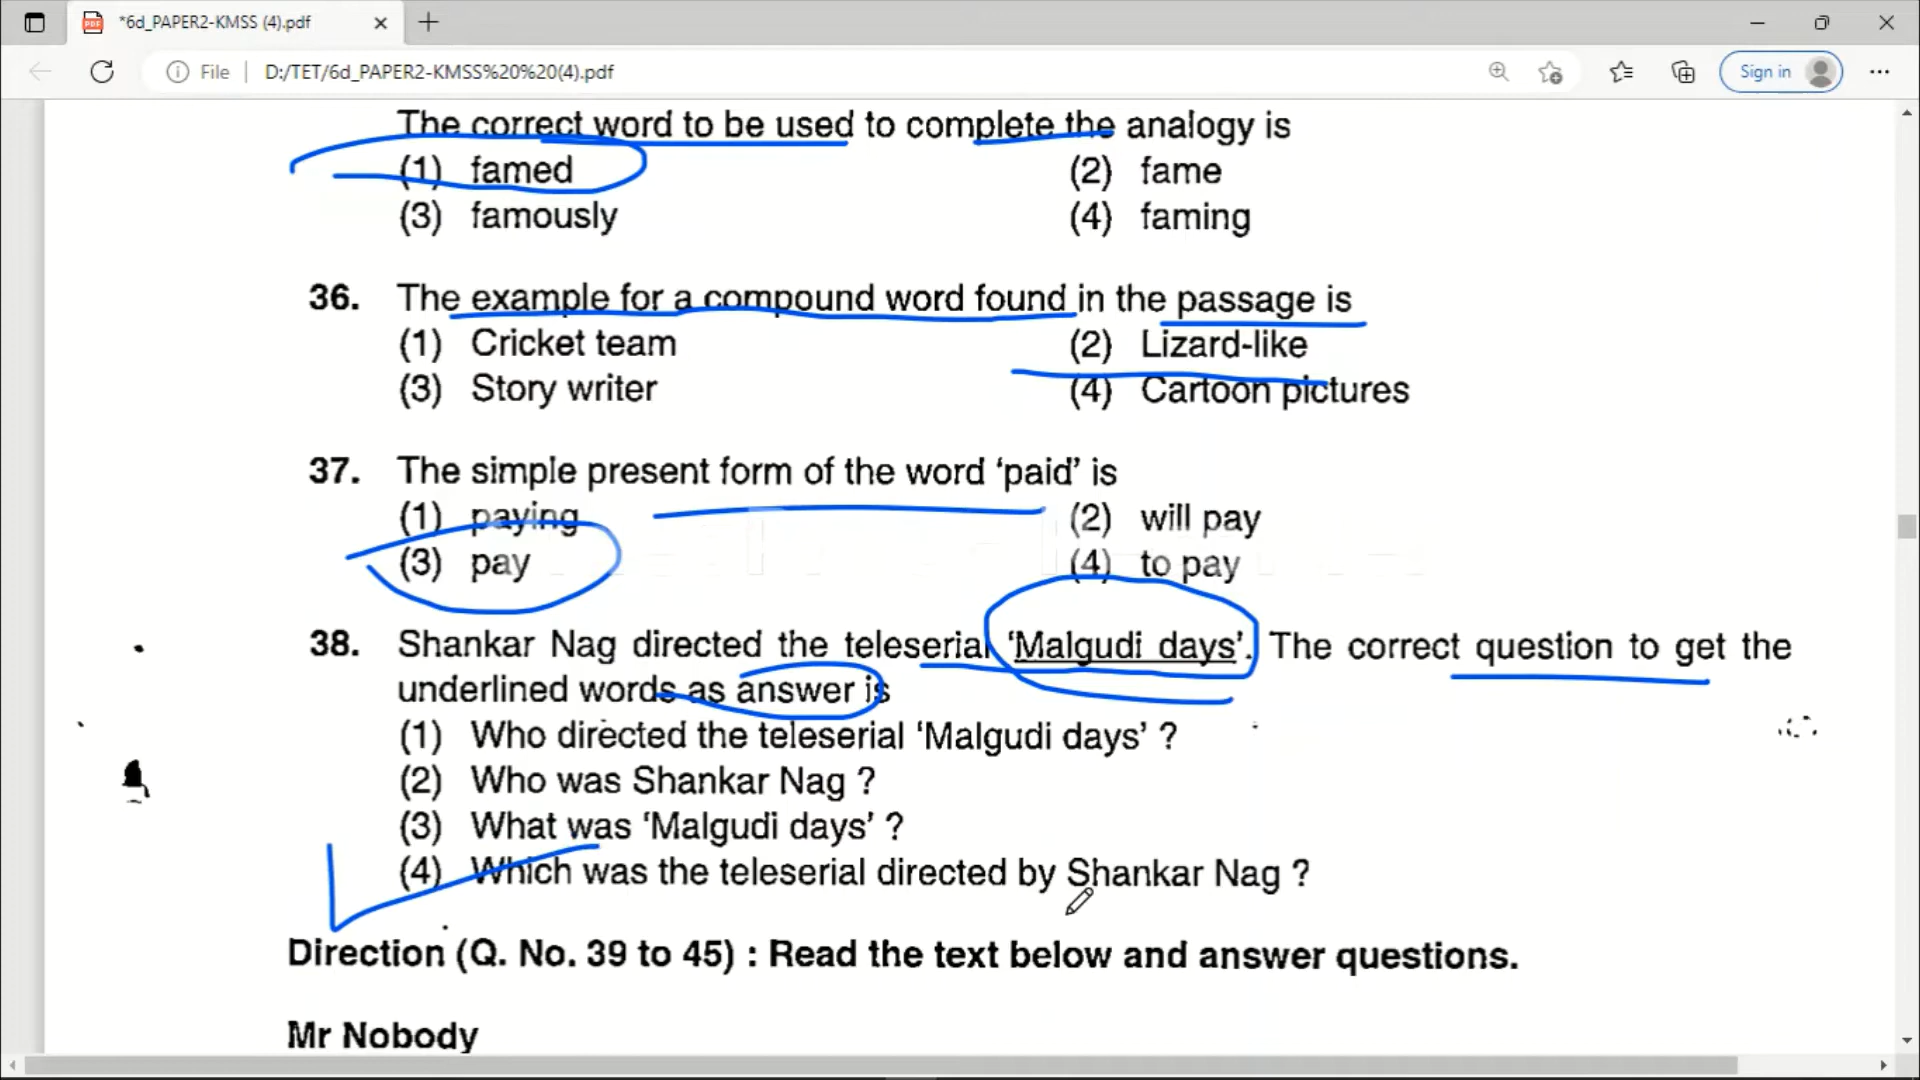 *6d_PAPER2-KMSS (4).pdf
File D:/TET/6d_PAPER2-KMSS%20%20(4).pdf Sign in
The correct word to be used to complete the analogy is
(1) famed (2) fame
(3) famously (4) faming
36. The example for a compound word found in the passage is
(1) Cricket team (2) Lizard-like
(3) Story writer (4) Cartoon pictures
37. The simple present form of the word ‘paid’ is
(1) paying (2) will pay
(3) pay (4) to pay
38. Shankar Nag directed the teleserial ‘Malgudi days’. The correct question to get the
underlined words as answer is
(1) Who directed the teleserial ‘Malgudi days’ ?
(2) Who was Shankar Nag ?
(3) What was ‘Malgudi days’ ?
(4) Which was the teleserial directed by Shankar Nag ?
Direction (Q. No. 39 to 45) : Read the text below and answer questions.
Mr Nobody